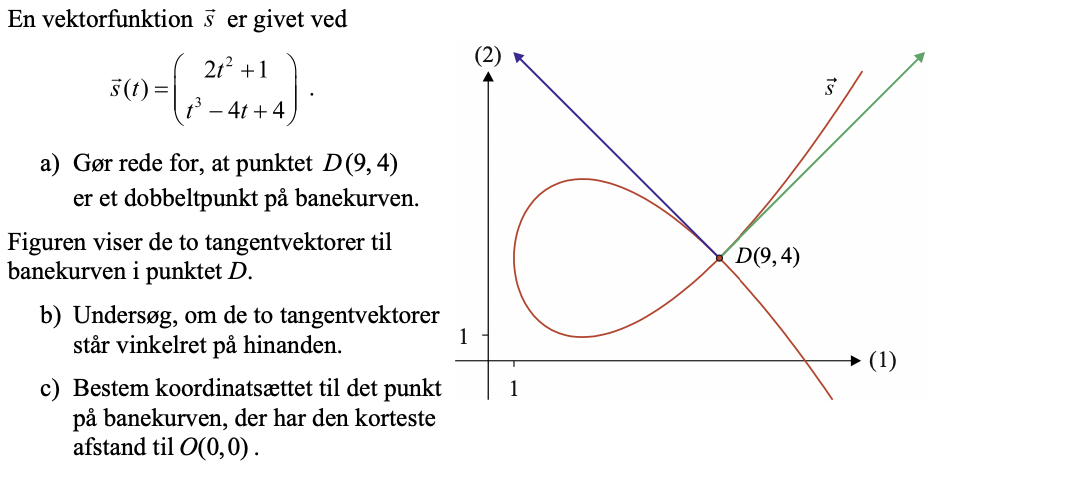 En vektorfunktion s⃗ er givet ved
s⃗(t) = ( 2t² + 1
t³ − 4t + 4 ) .
a) Gør rede for, at punktet D(9, 4)
er et dobbeltpunkt på banekurven.
Figuren viser de to tangentvektorer til
banekurven i punktet D.
b) Undersøg, om de to tangentvektorer
står vinkelret på hinanden.
c) Bestem koordinatsættet til det punkt
på banekurven, der har den korteste
afstand til O(0,0) .
(2)
s⃗
D(9, 4)
1
(1)
1